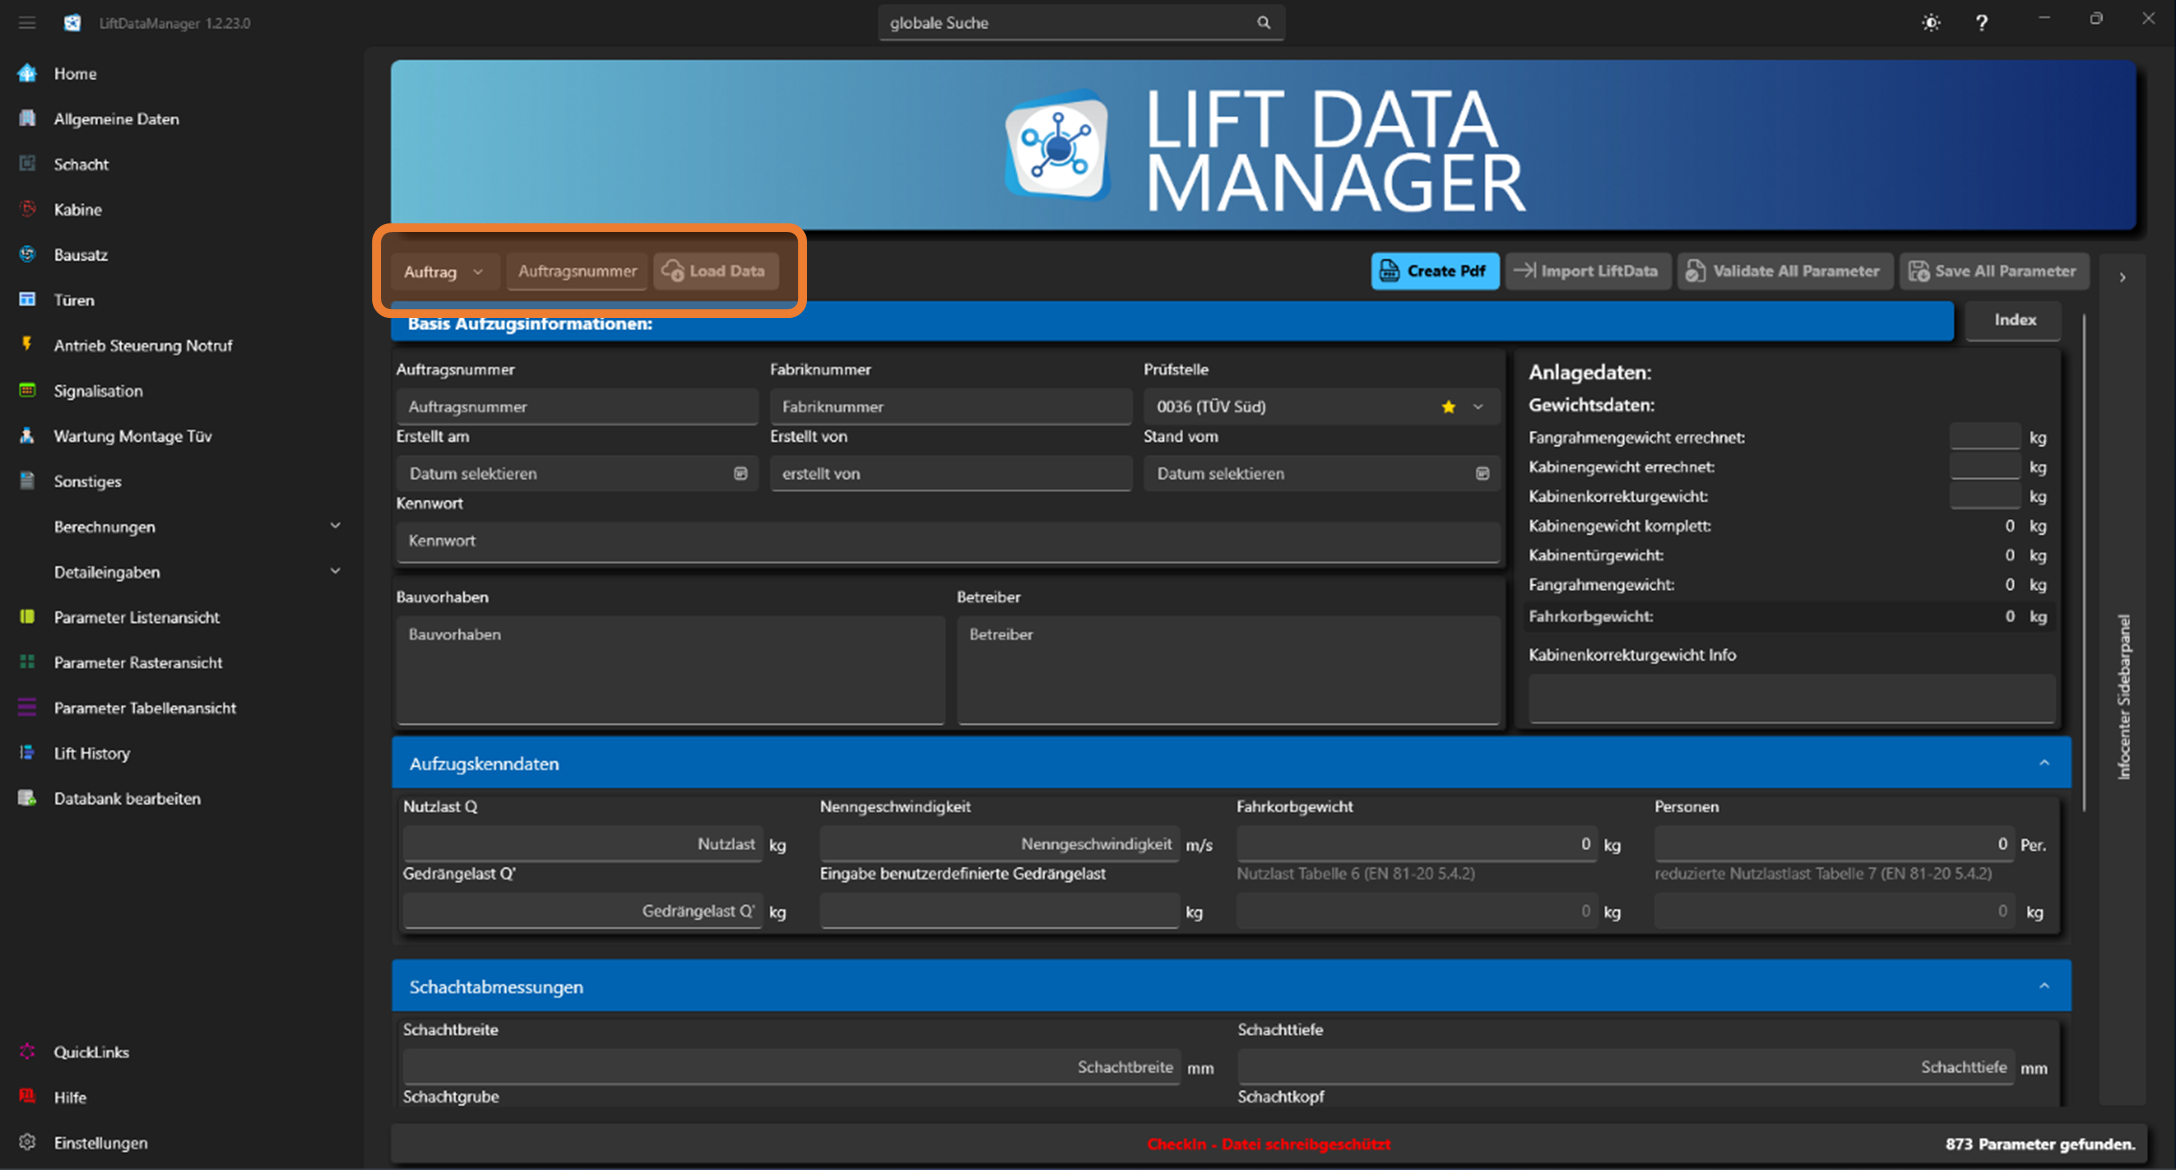 LiftDataManager 1.2.23.0
globale Suche
Home
Allgemeine Daten
Schacht
Kabine
Bausatz
Türen
Antrieb Steuerung Notruf
Signalisation
Wartung Montage Tüv
Sonstiges
Berechnungen
Detaileingaben
Parameter Listenansicht
Parameter Rasteransicht
Parameter Tabellenansicht
Lift History
Databank bearbeiten
QuickLinks
Hilfe
Einstellungen
LIFT DATA
MANAGER
Auftrag
Auftragsnummer
Load Data
Create Pdf
Import LiftData
Validate All Parameter
Save All Parameter
Basis Aufzugsinformationen:
Index
Auftragsnummer
Fabriknummer
Prüfstelle
Auftragsnummer
Fabriknummer
0036 (TÜV Süd)
Erstellt am
Erstellt von
Stand vom
Datum selektieren
erstellt von
Datum selektieren
Kennwort
Kennwort
Bauvorhaben
Betreiber
Bauvorhaben
Betreiber
Anlagedaten:
Gewichtsdaten:
Fangrahmengewicht errechnet: kg
Kabinengewicht errechnet: kg
Kabinenkorrekturgewicht: kg
Kabinengewicht komplett: 0 kg
Kabinentürgewicht: 0 kg
Fangrahmengewicht: 0 kg
Fahrkorbgewicht: 0 kg
Kabinenkorrekturgewicht Info
Infocenter Sidebarpanel
Aufzugskenndaten
Nutzlast Q
Nenngeschwindigkeit
Fahrkorbgewicht
Personen
Nutzlast kg
Nenngeschwindigkeit m/s
0 kg
0 Per.
Gedrängelast Q'
Eingabe benutzerdefinierte Gedrängelast
Nutzlast Tabelle 6 (EN 81-20 5.4.2)
reduzierte Nutzlastlast Tabelle 7 (EN 81-20 5.4.2)
Gedrängelast Q' kg
kg
0 kg
0 kg
Schachtabmessungen
Schachtbreite
Schachttiefe
Schachtbreite mm
Schachttiefe mm
Schachtgrube
Schachtkopf
CheckIn - Datei schreibgeschützt
873 Parameter gefunden.